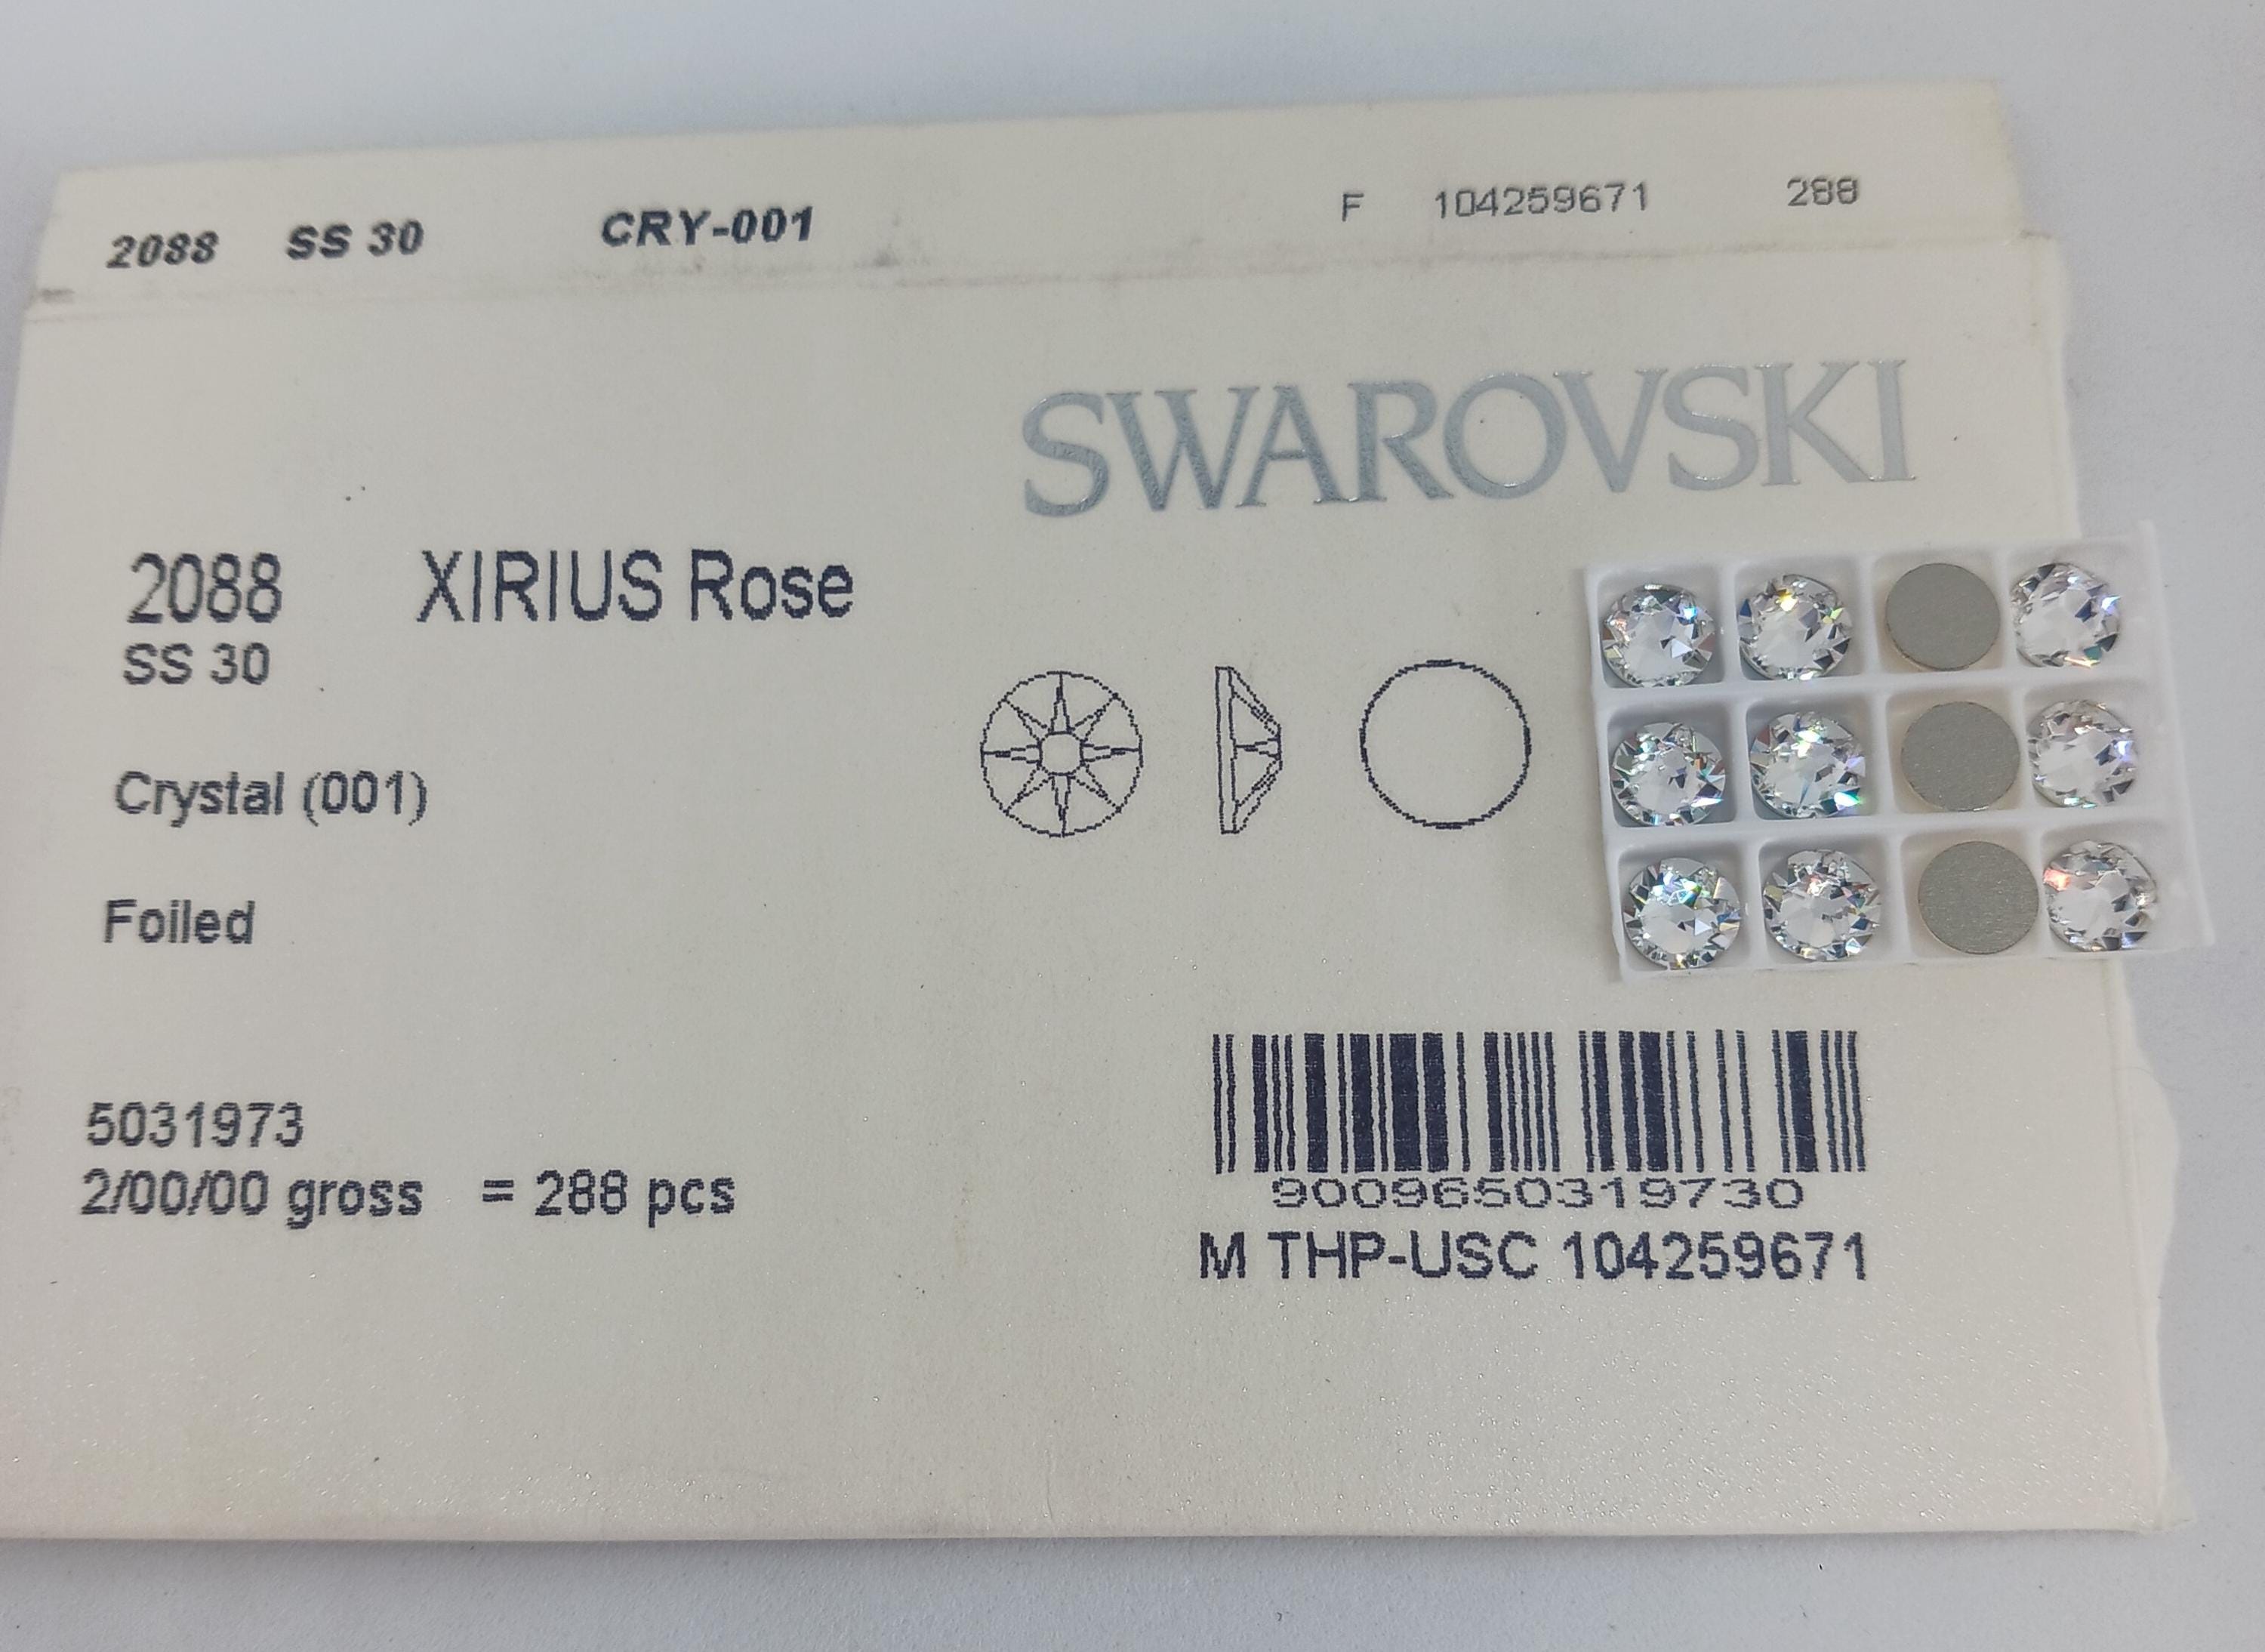 2088 SS 30 CRY-001 F 104259671 288
SWAROVSKI
2088 XIRIUS Rose
SS 30
Crystal (001)
Foiled
5031973
2/00/00 gross = 288 pcs
9009650319730
M THP-USC 104259671